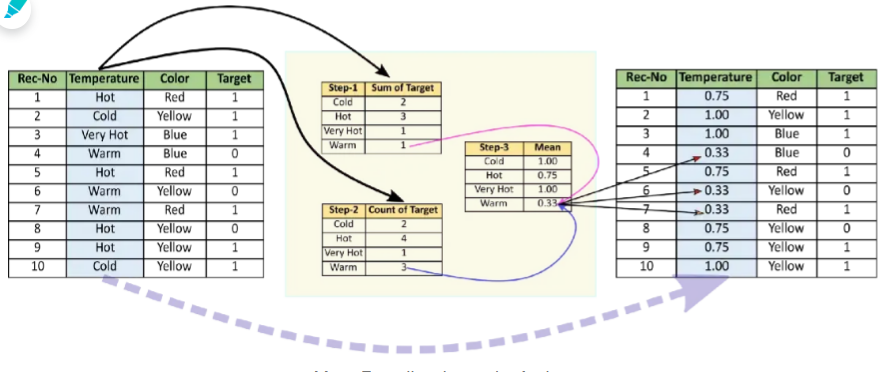 Rec-No Temperature Color Target
1 Hot Red 1
2 Cold Yellow 1
3 Very Hot Blue 1
4 Warm Blue 0
5 Hot Red 1
6 Warm Yellow 0
7 Warm Red 1
8 Hot Yellow 0
9 Hot Yellow 1
10 Cold Yellow 1
Step-1 Sum of Target
Cold 2
Hot 3
Very Hot 1
Warm 1
Step-2 Count of Target
Cold 2
Hot 4
Very Hot 1
Warm 3
Step-3 Mean
Cold 1.00
Hot 0.75
Very Hot 1.00
Warm 0.33
Rec-No Temperature Color Target
1 0.75 Red 1
2 1.00 Yellow 1
3 1.00 Blue 1
4 0.33 Blue 0
5 0.75 Red 1
6 0.33 Yellow 0
7 0.33 Red 1
8 0.75 Yellow 0
9 0.75 Yellow 1
10 1.00 Yellow 1